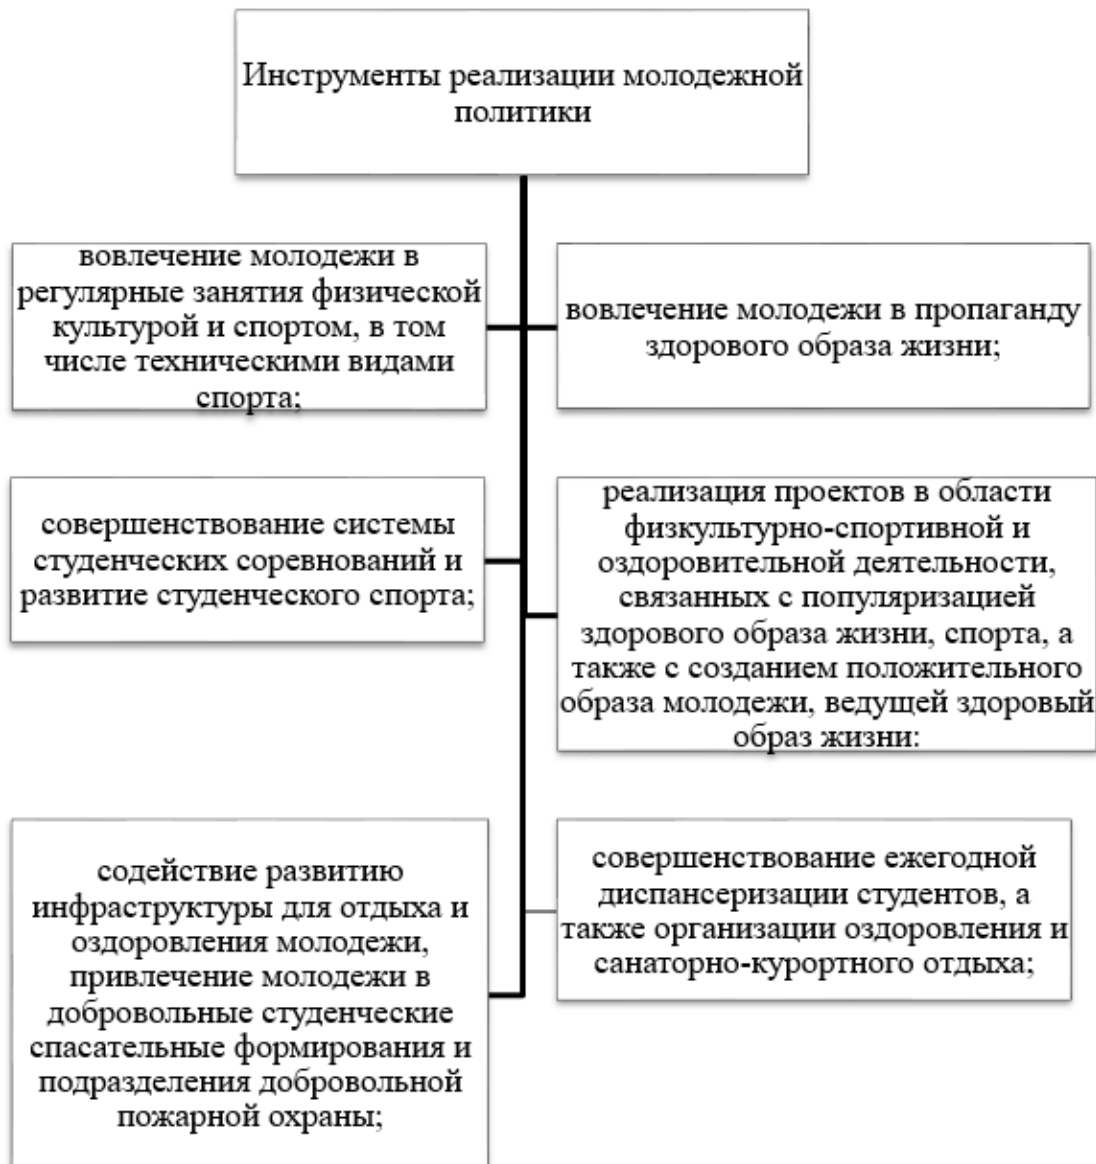 Инструменты реализации молодежной
политики
вовлечение молодежи в
регулярные занятия физической
культурой и спортом, в том
числе техническими видами
спорта;
вовлечение молодежи в пропаганду
здорового образа жизни;
совершенствование системы
студенческих соревнований и
развитие студенческого спорта;
реализация проектов в области
физкультурно-спортивной и
оздоровительной деятельности,
связанных с популяризацией
здорового образа жизни, спорта, а
также с созданием положительного
образа молодежи, ведущей здоровый
образ жизни:
содействие развитию
инфраструктуры для отдыха и
оздоровления молодежи,
привлечение молодежи в
добровольные студенческие
спасательные формирования и
подразделения добровольной
пожарной охраны;
совершенствование ежегодной
диспансеризации студентов, а
также организации оздоровления и
санаторно-курортного отдыха;